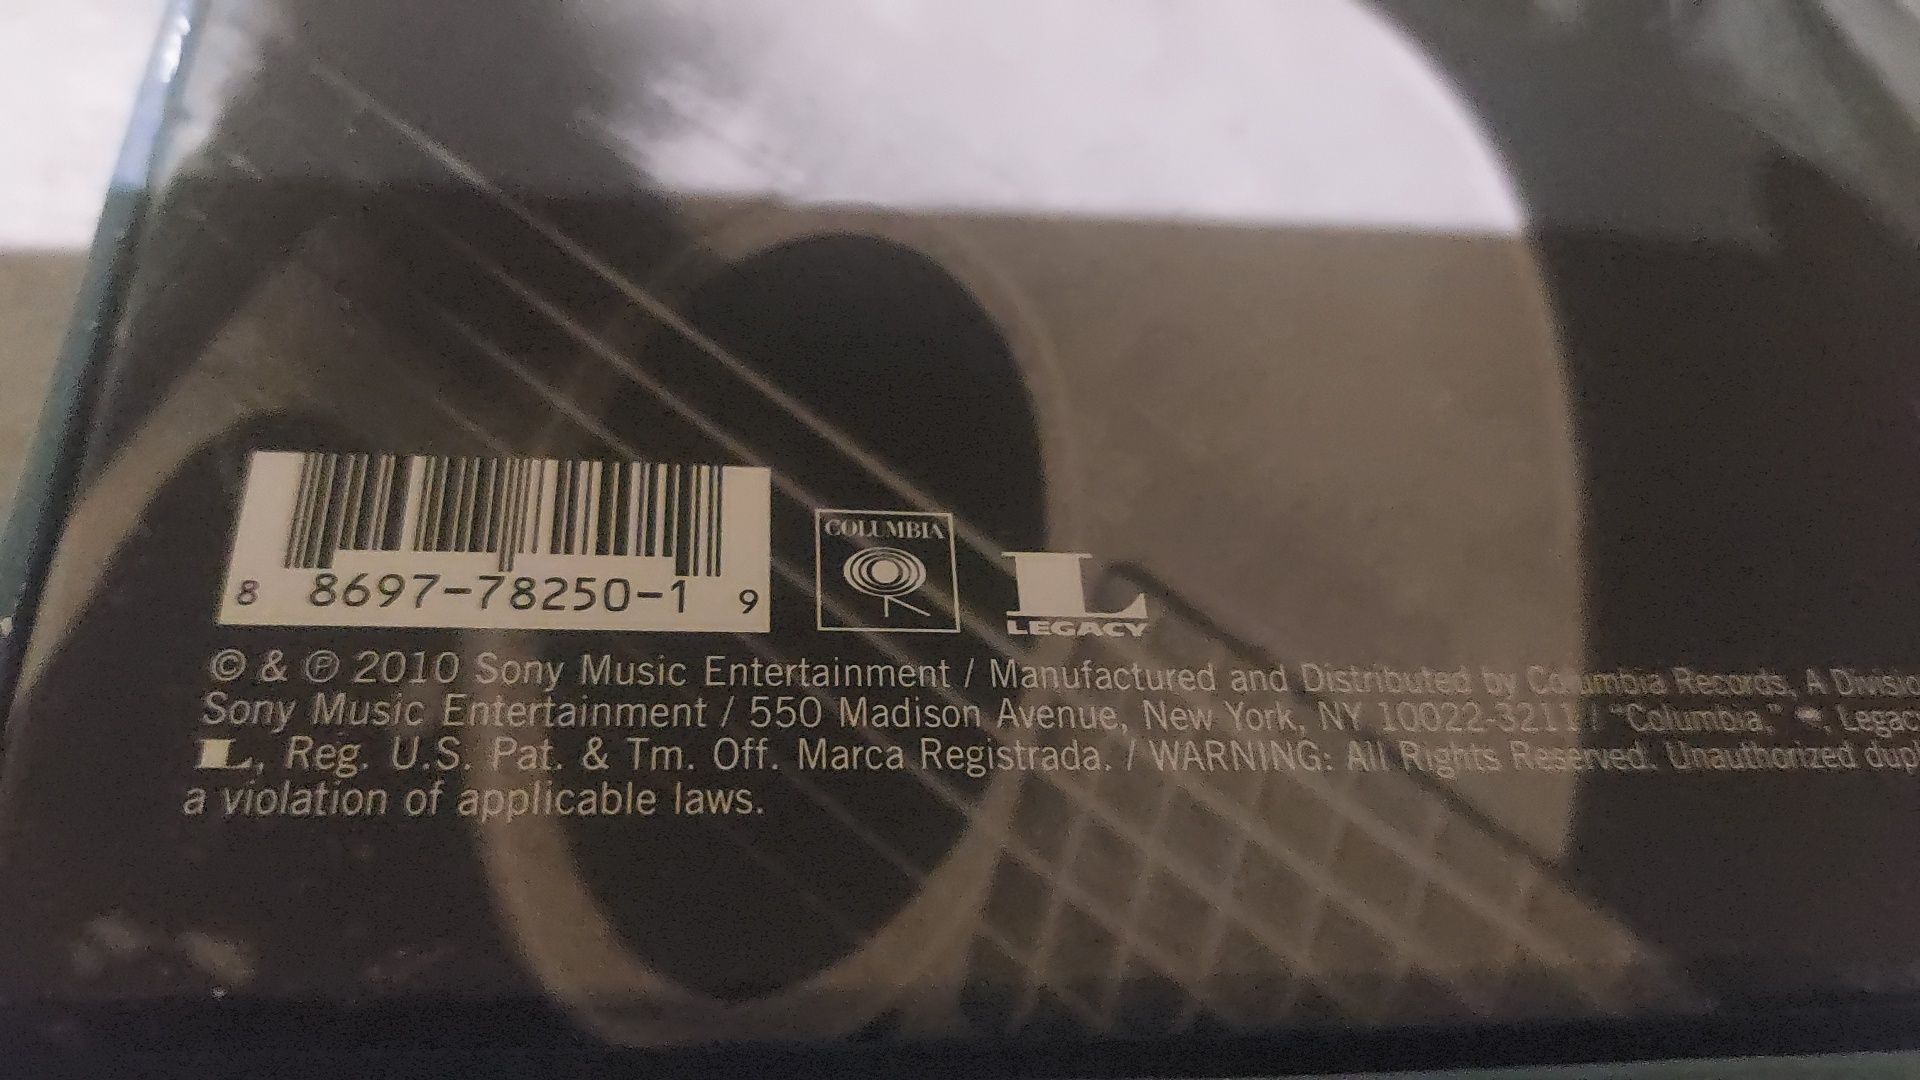 8 8697-78250-1 9
COLUMBIA
L
LEGACY
© & ℗ 2010 Sony Music Entertainment / Manufactured and Distributed by Columbia Records, A Divisio
Sony Music Entertainment / 550 Madison Avenue, New York, NY 10022-3211 / "Columbia," , Legacy
L, Reg. U.S. Pat. & Tm. Off. Marca Registrada. / WARNING: All Rights Reserved. Unauthorized dupl
a violation of applicable laws.